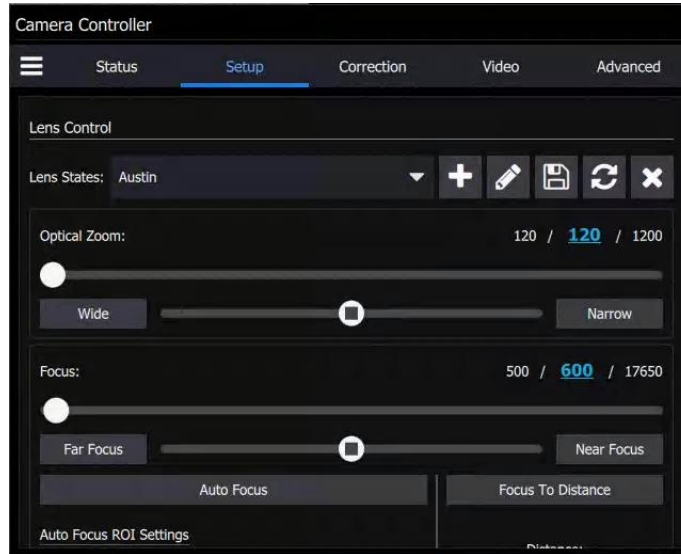 Camera Controller
Status Setup Correction Video Advanced
Lens Control
Lens States: Austin
Optical Zoom: 120 / 120 / 1200
Wide Narrow
Focus: 500 / 600 / 17650
Far Focus Near Focus
Auto Focus Focus To Distance
Auto Focus ROI Settings
Distance: